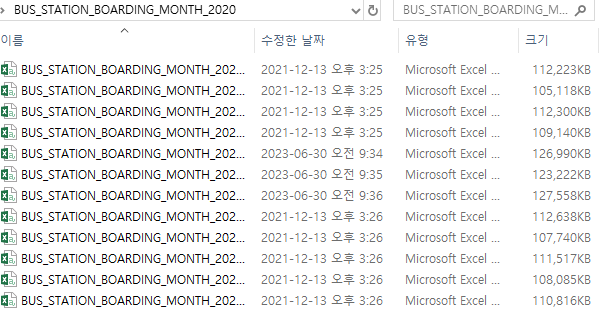 BUS_STATION_BOARDING_MONTH_2020 BUS_STATION_BOARDING_M...
이름 수정한 날짜 유형 크기
BUS_STATION_BOARDING_MONTH_202... 2021-12-13 오후 3:25 Microsoft Excel ... 112,223KB
BUS_STATION_BOARDING_MONTH_202... 2021-12-13 오후 3:25 Microsoft Excel ... 105,118KB
BUS_STATION_BOARDING_MONTH_202... 2021-12-13 오후 3:25 Microsoft Excel ... 112,300KB
BUS_STATION_BOARDING_MONTH_202... 2021-12-13 오후 3:25 Microsoft Excel ... 109,140KB
BUS_STATION_BOARDING_MONTH_202... 2023-06-30 오전 9:34 Microsoft Excel ... 126,990KB
BUS_STATION_BOARDING_MONTH_202... 2023-06-30 오전 9:35 Microsoft Excel ... 123,222KB
BUS_STATION_BOARDING_MONTH_202... 2023-06-30 오전 9:36 Microsoft Excel ... 127,558KB
BUS_STATION_BOARDING_MONTH_202... 2021-12-13 오후 3:26 Microsoft Excel ... 112,638KB
BUS_STATION_BOARDING_MONTH_202... 2021-12-13 오후 3:26 Microsoft Excel ... 107,740KB
BUS_STATION_BOARDING_MONTH_202... 2021-12-13 오후 3:26 Microsoft Excel ... 111,517KB
BUS_STATION_BOARDING_MONTH_202... 2021-12-13 오후 3:26 Microsoft Excel ... 108,085KB
BUS_STATION_BOARDING_MONTH_202... 2021-12-13 오후 3:26 Microsoft Excel ... 110,816KB